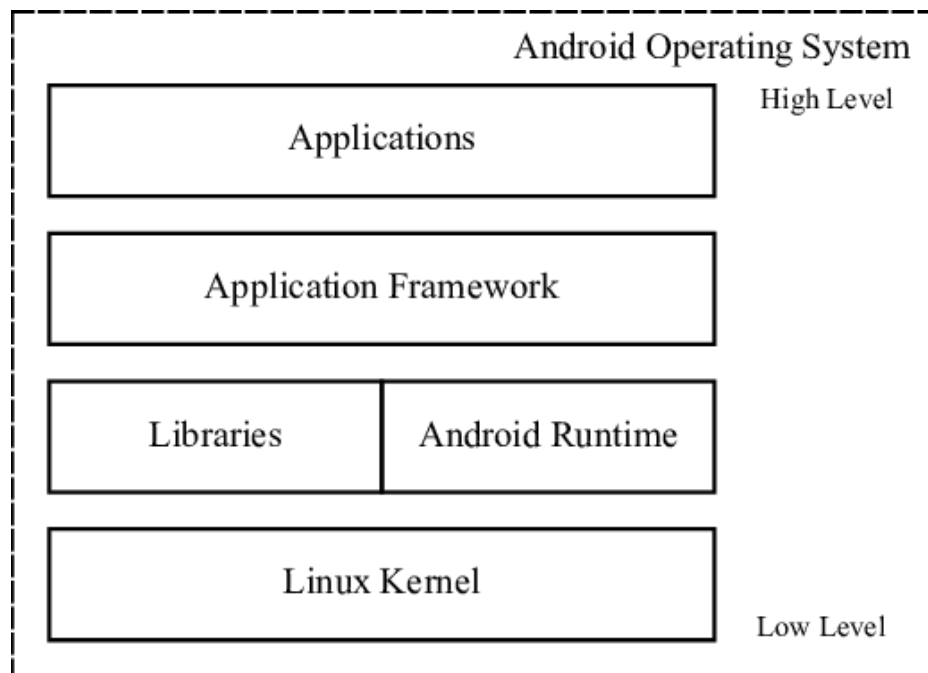 Android Operating System
High Level
Applications
Application Framework
Libraries
Android Runtime
Linux Kernel
Low Level